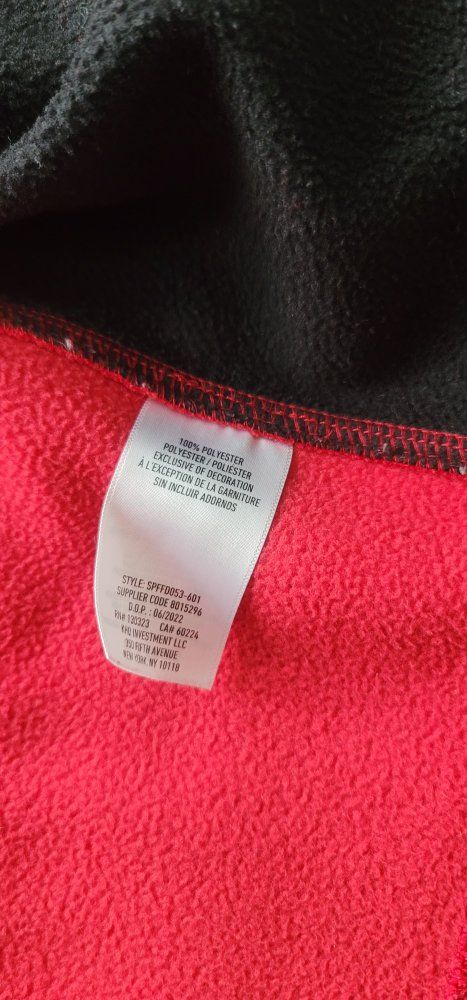 100% POLYESTER
POLYESTER / POLIÉSTER
EXCLUSIVE OF DECORATION
À L'EXCEPTION DE LA GARNITURE
SIN INCLUIR ADORNOS
STYLE: SPFFD053-601
SUPPLIER CODE 8015296
D.O.P. : 06/2022
RN# 130323 CA# 60224
KHQ INVESTMENT LLC
350 FIFTH AVENUE
NEW YORK, NY 10118